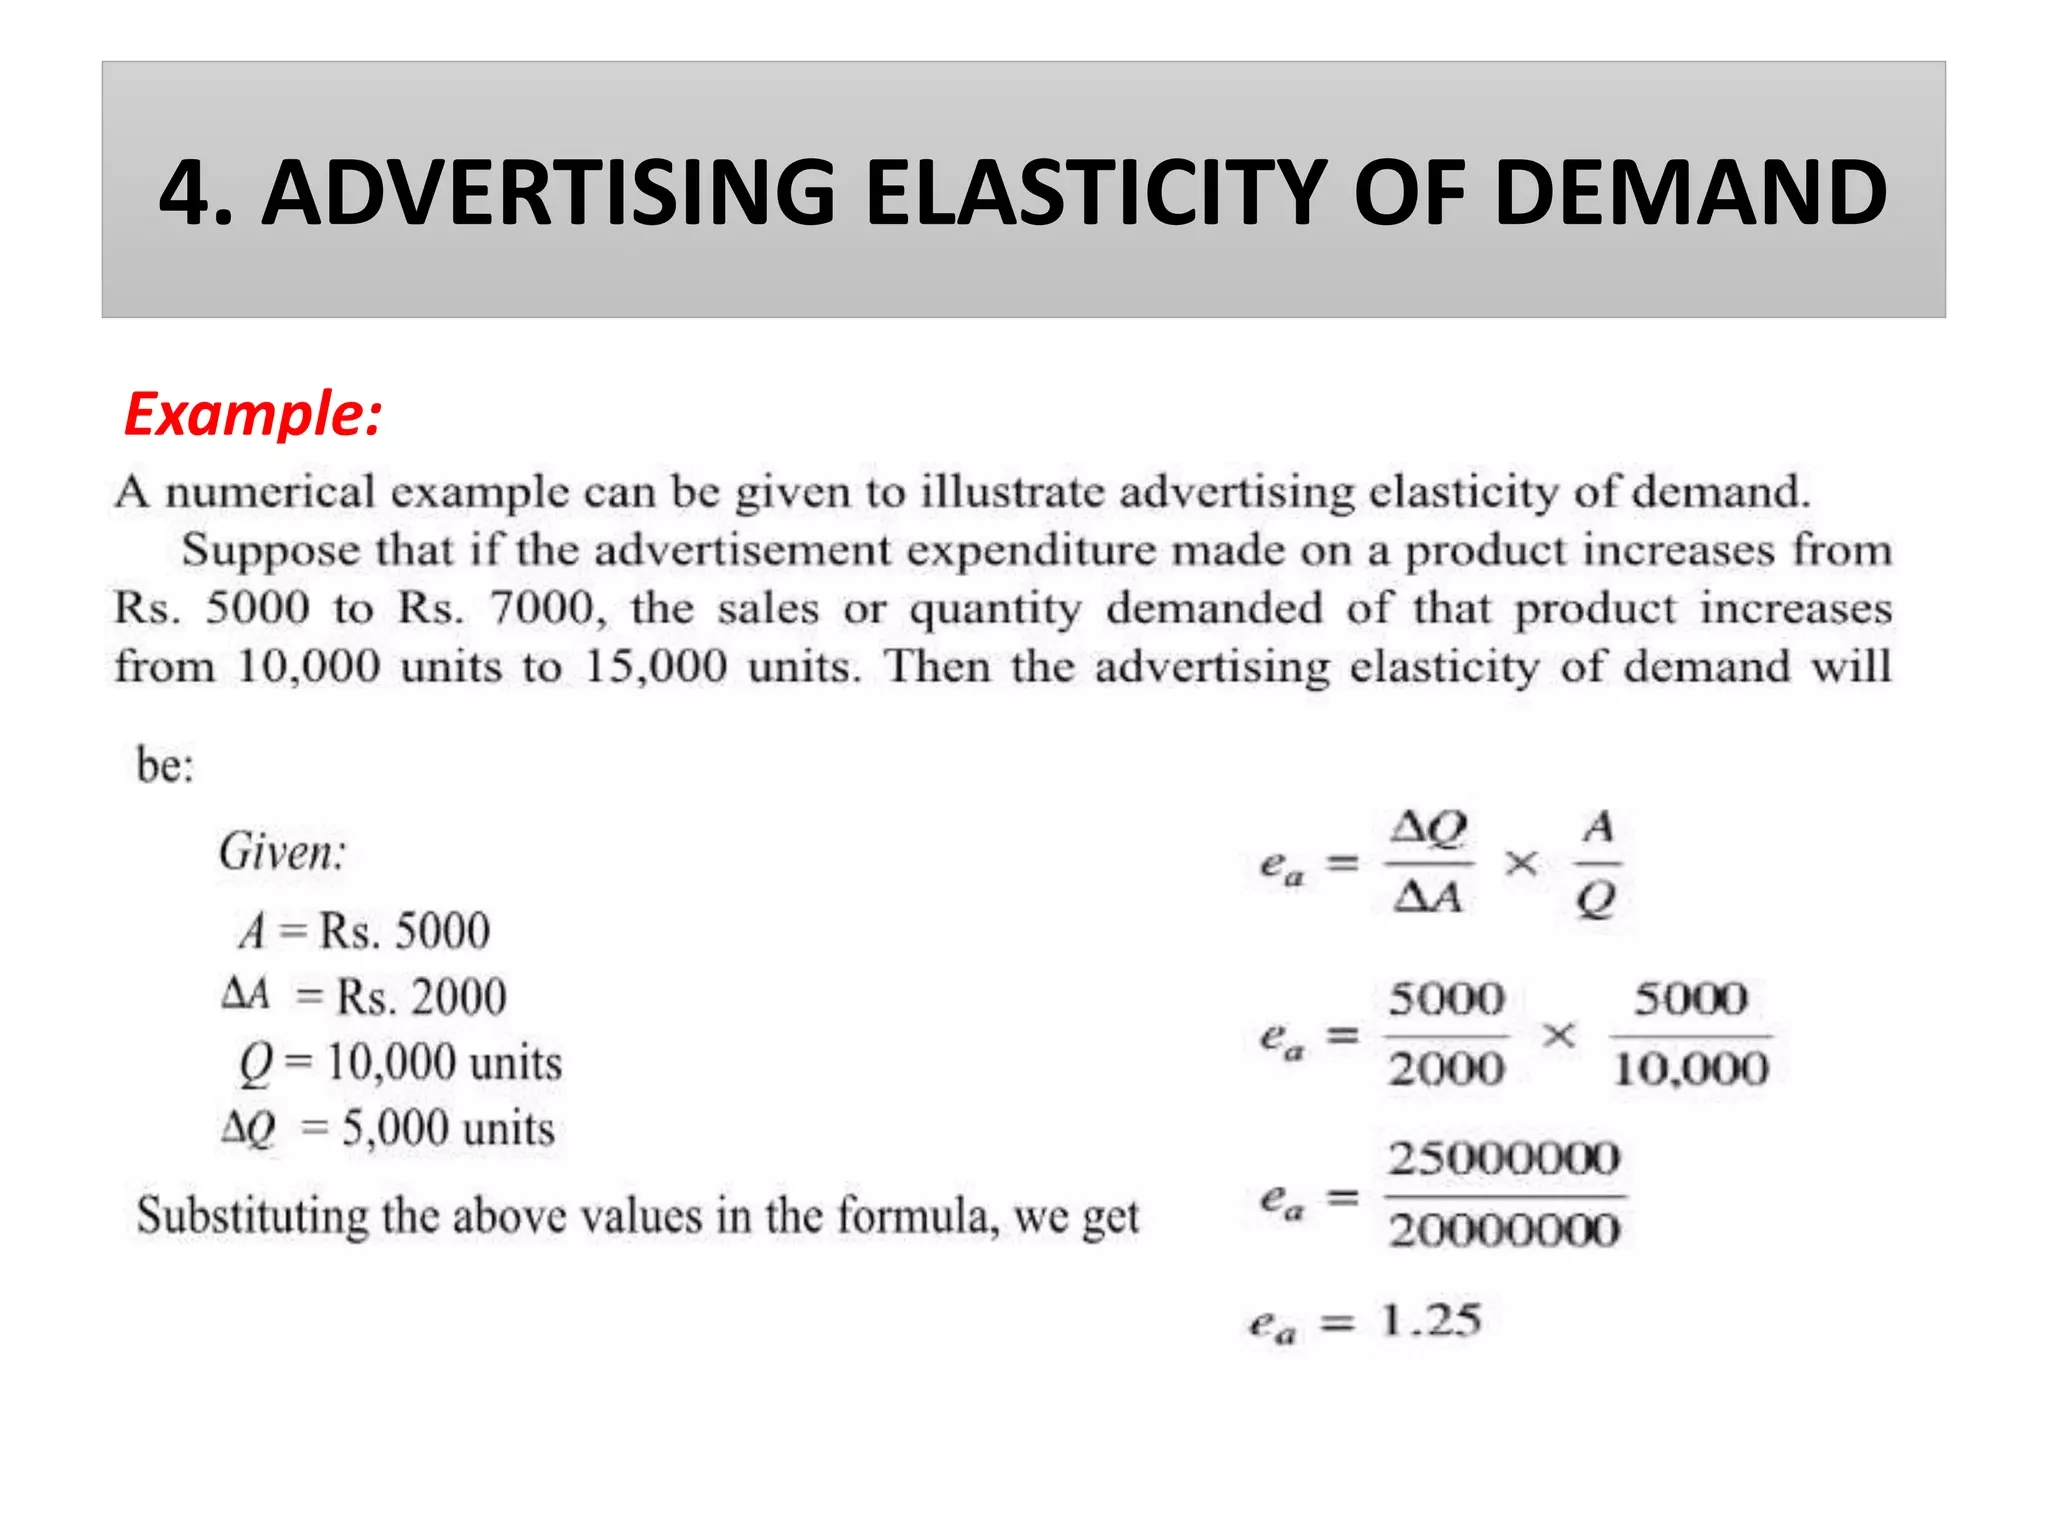 4. ADVERTISING ELASTICITY OF DEMAND
Example:
A numerical example can be given to illustrate advertising elasticity of demand.
Suppose that if the advertisement expenditure made on a product increases from
Rs. 5000 to Rs. 7000, the sales or quantity demanded of that product increases
from 10,000 units to 15,000 units. Then the advertising elasticity of demand will
be:
Given:
A = Rs. 5000
ΔA = Rs. 2000
Q = 10,000 units
ΔQ = 5,000 units
Substituting the above values in the formula, we get
eₐ = ΔQ/ΔA × A/Q
eₐ = 5000/2000 × 5000/10,000
eₐ = 25000000/20000000
eₐ = 1.25